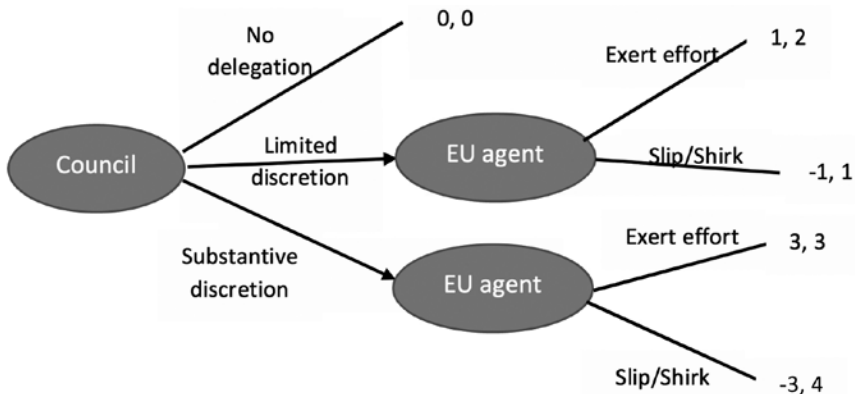 No
delegation
0, 0
Exert effort
1, 2
Council
Limited
discretion
EU agent
Slip/Shirk
-1, 1
Substantive
discretion
EU agent
Exert effort
3, 3
Slip/Shirk
-3, 4